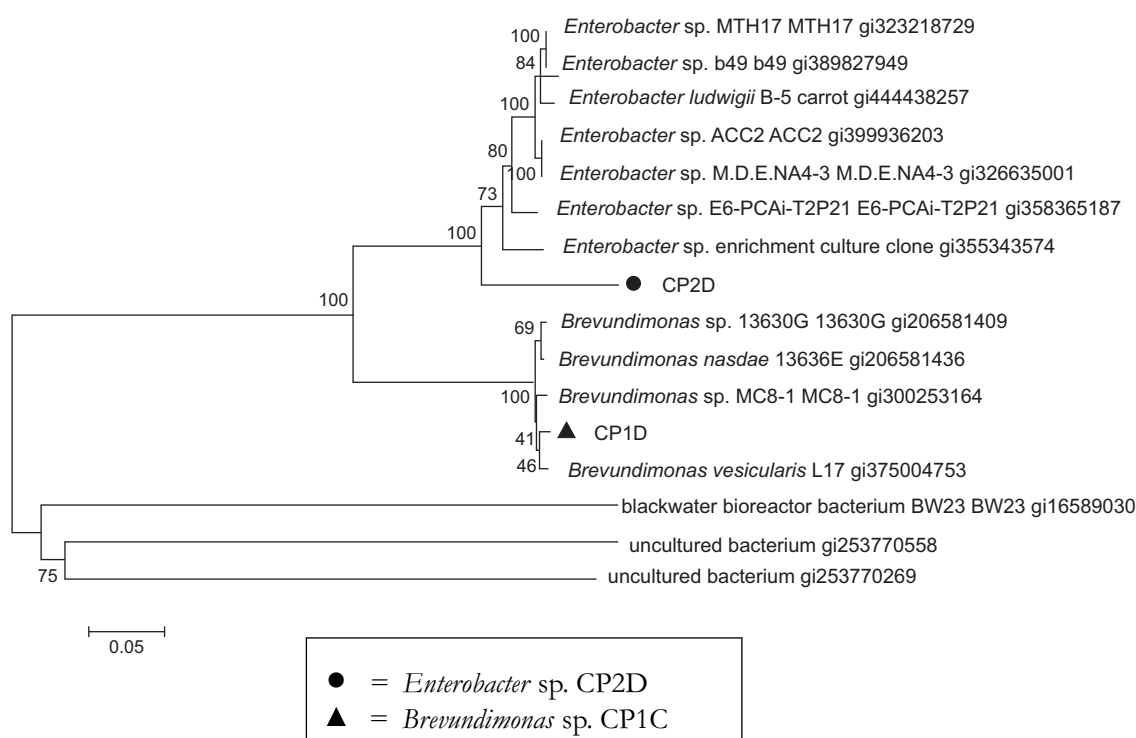 100
Enterobacter sp. MTH17 MTH17 gi323218729
84
Enterobacter sp. b49 b49 gi389827949
100
Enterobacter ludwigii B-5 carrot gi444438257
Enterobacter sp. ACC2 ACC2 gi399936203
80
100
Enterobacter sp. M.D.E.NA4-3 M.D.E.NA4-3 gi326635001
73
Enterobacter sp. E6-PCAi-T2P21 E6-PCAi-T2P21 gi358365187
100
Enterobacter sp. enrichment culture clone gi355343574
CP2D
100
69
Brevundimonas sp. 13630G 13630G gi206581409
Brevundimonas nasdae 13636E gi206581436
100
Brevundimonas sp. MC8-1 MC8-1 gi300253164
41
CP1D
46
Brevundimonas vesicularis L17 gi375004753
blackwater bioreactor bacterium BW23 BW23 gi16589030
uncultured bacterium gi253770558
75
uncultured bacterium gi253770269
0.05
= Enterobacter sp. CP2D
= Brevundimonas sp. CP1C